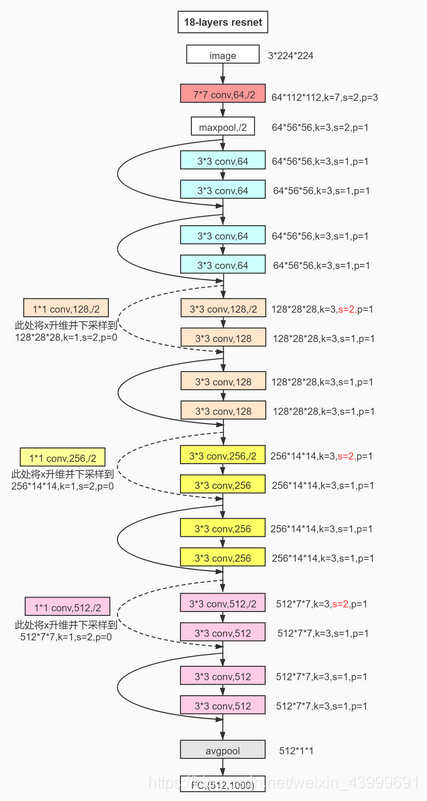 18-layers resnet
image 3*224*224
7*7 conv,64,/2 64*112*112,k=7,s=2,p=3
maxpool,/2 64*56*56,k=3,s=2,p=1
3*3 conv,64 64*56*56,k=3,s=1,p=1
3*3 conv,64 64*56*56,k=3,s=1,p=1
3*3 conv,64 64*56*56,k=3,s=1,p=1
3*3 conv,64 64*56*56,k=3,s=1,p=1
1*1 conv,128,/2 3*3 conv,128,/2 128*28*28,k=3,s=2,p=1
此处将x升维并下采样到
128*28*28,k=1,s=2,p=0 3*3 conv,128 128*28*28,k=3,s=1,p=1
3*3 conv,128 128*28*28,k=3,s=1,p=1
3*3 conv,128 128*28*28,k=3,s=1,p=1
1*1 conv,256,/2 3*3 conv,256,/2 256*14*14,k=3,s=2,p=1
此处将x升维并下采样到
256*14*14,k=1,s=2,p=0 3*3 conv,256 256*14*14,k=3,s=1,p=1
3*3 conv,256 256*14*14,k=3,s=1,p=1
3*3 conv,256 256*14*14,k=3,s=1,p=1
1*1 conv,512,/2 3*3 conv,512,/2 512*7*7,k=3,s=2,p=1
此处将x升维并下采样到
512*7*7,k=1,s=2,p=0 3*3 conv,512 512*7*7,k=3,s=1,p=1
3*3 conv,512 512*7*7,k=3,s=1,p=1
3*3 conv,512 512*7*7,k=3,s=1,p=1
avgpool 512*1*1
FC,(512,1000)